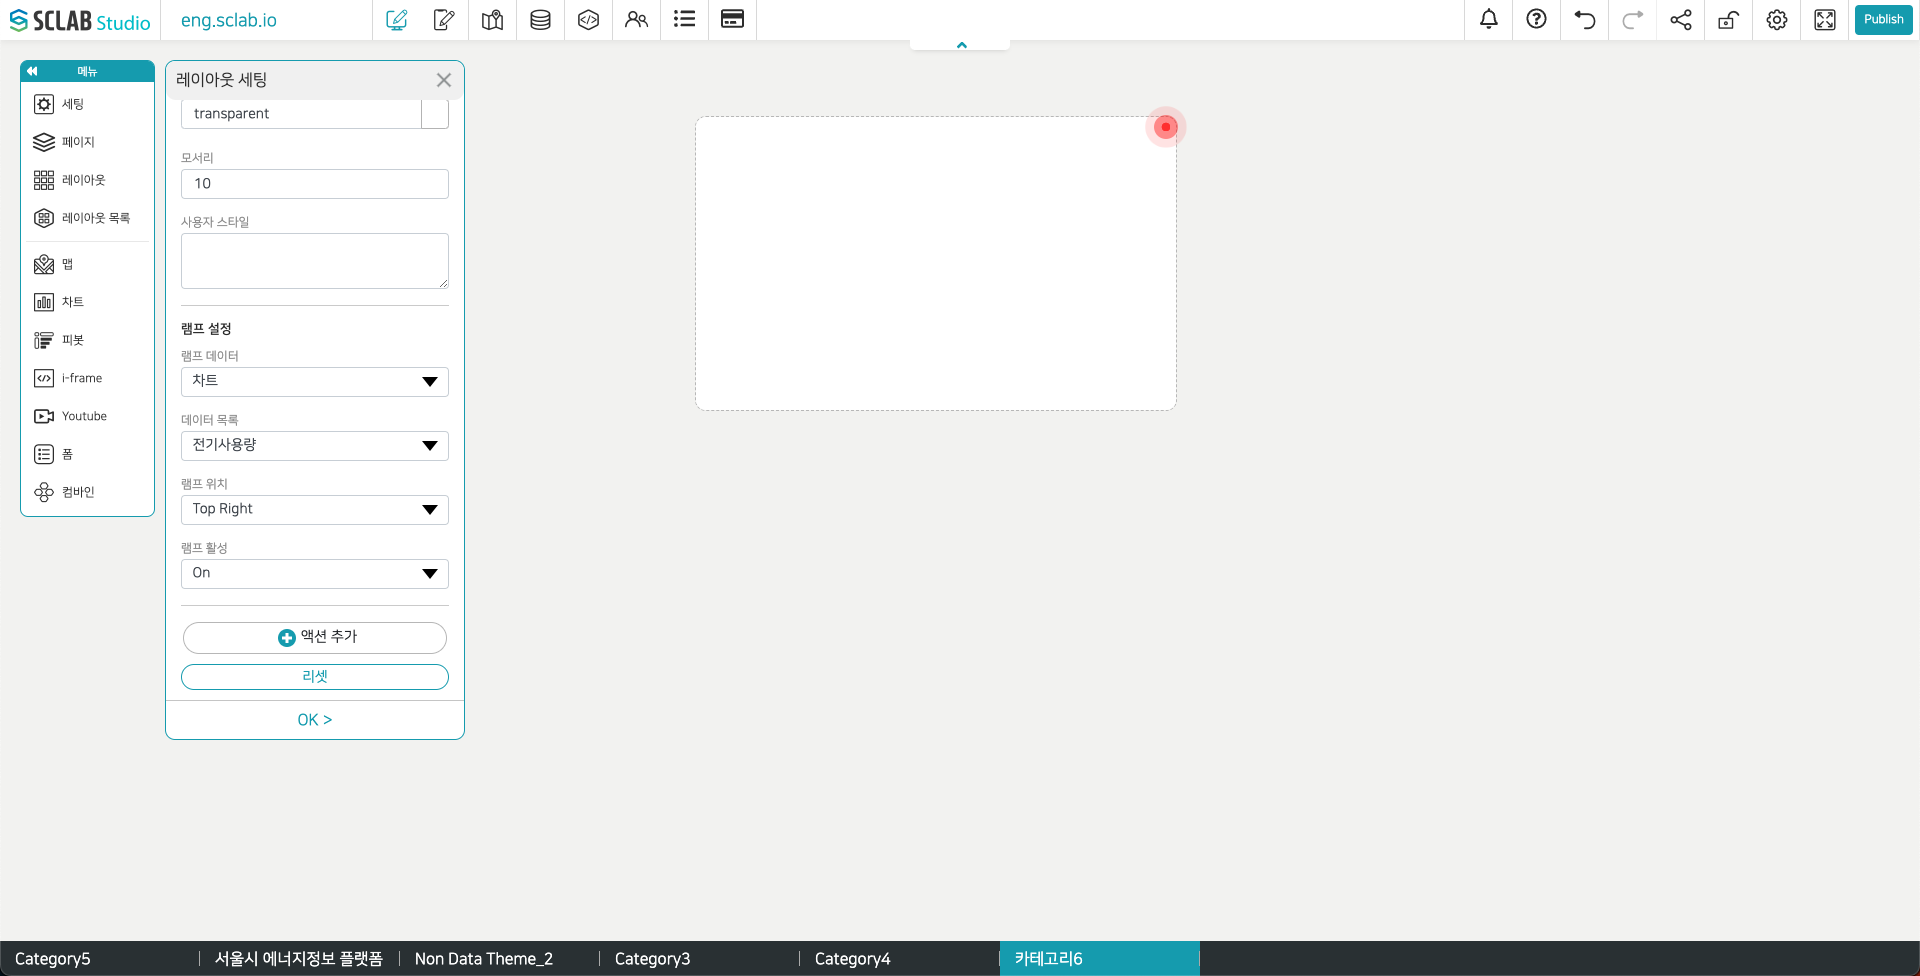 SCLAB Studio
eng.sclab.io
Publish
메뉴
세팅
페이지
레이아웃
레이아웃 목록
맵
차트
피봇
i-frame
Youtube
폼
컴바인
레이아웃 세팅
transparent
모서리
10
사용자 스타일
램프 설정
램프 데이터
차트
데이터 목록
전기사용량
램프 위치
Top Right
램프 활성
On
액션 추가
리셋
OK >
Category5
서울시 에너지정보 플랫폼
Non Data Theme_2
Category3
Category4
카테고리6